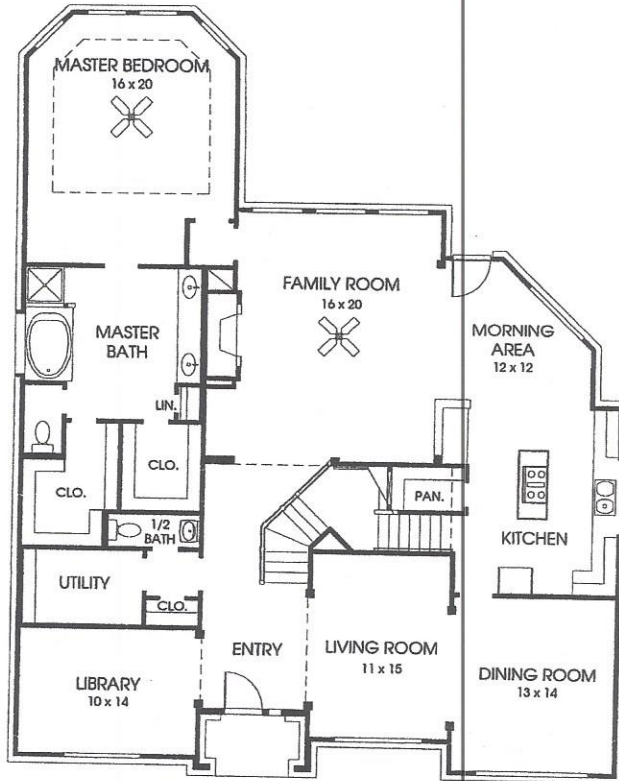 MASTER BEDROOM
16 x 20
FAMILY ROOM
16 x 20
MORNING
AREA
12 x 12
MASTER
BATH
LIN.
CLO.
CLO.
PAN.
1/2
BATH
KITCHEN
UTILITY
CLO.
ENTRY
LIVING ROOM
11 x 15
LIBRARY
10 x 14
DINING ROOM
13 x 14